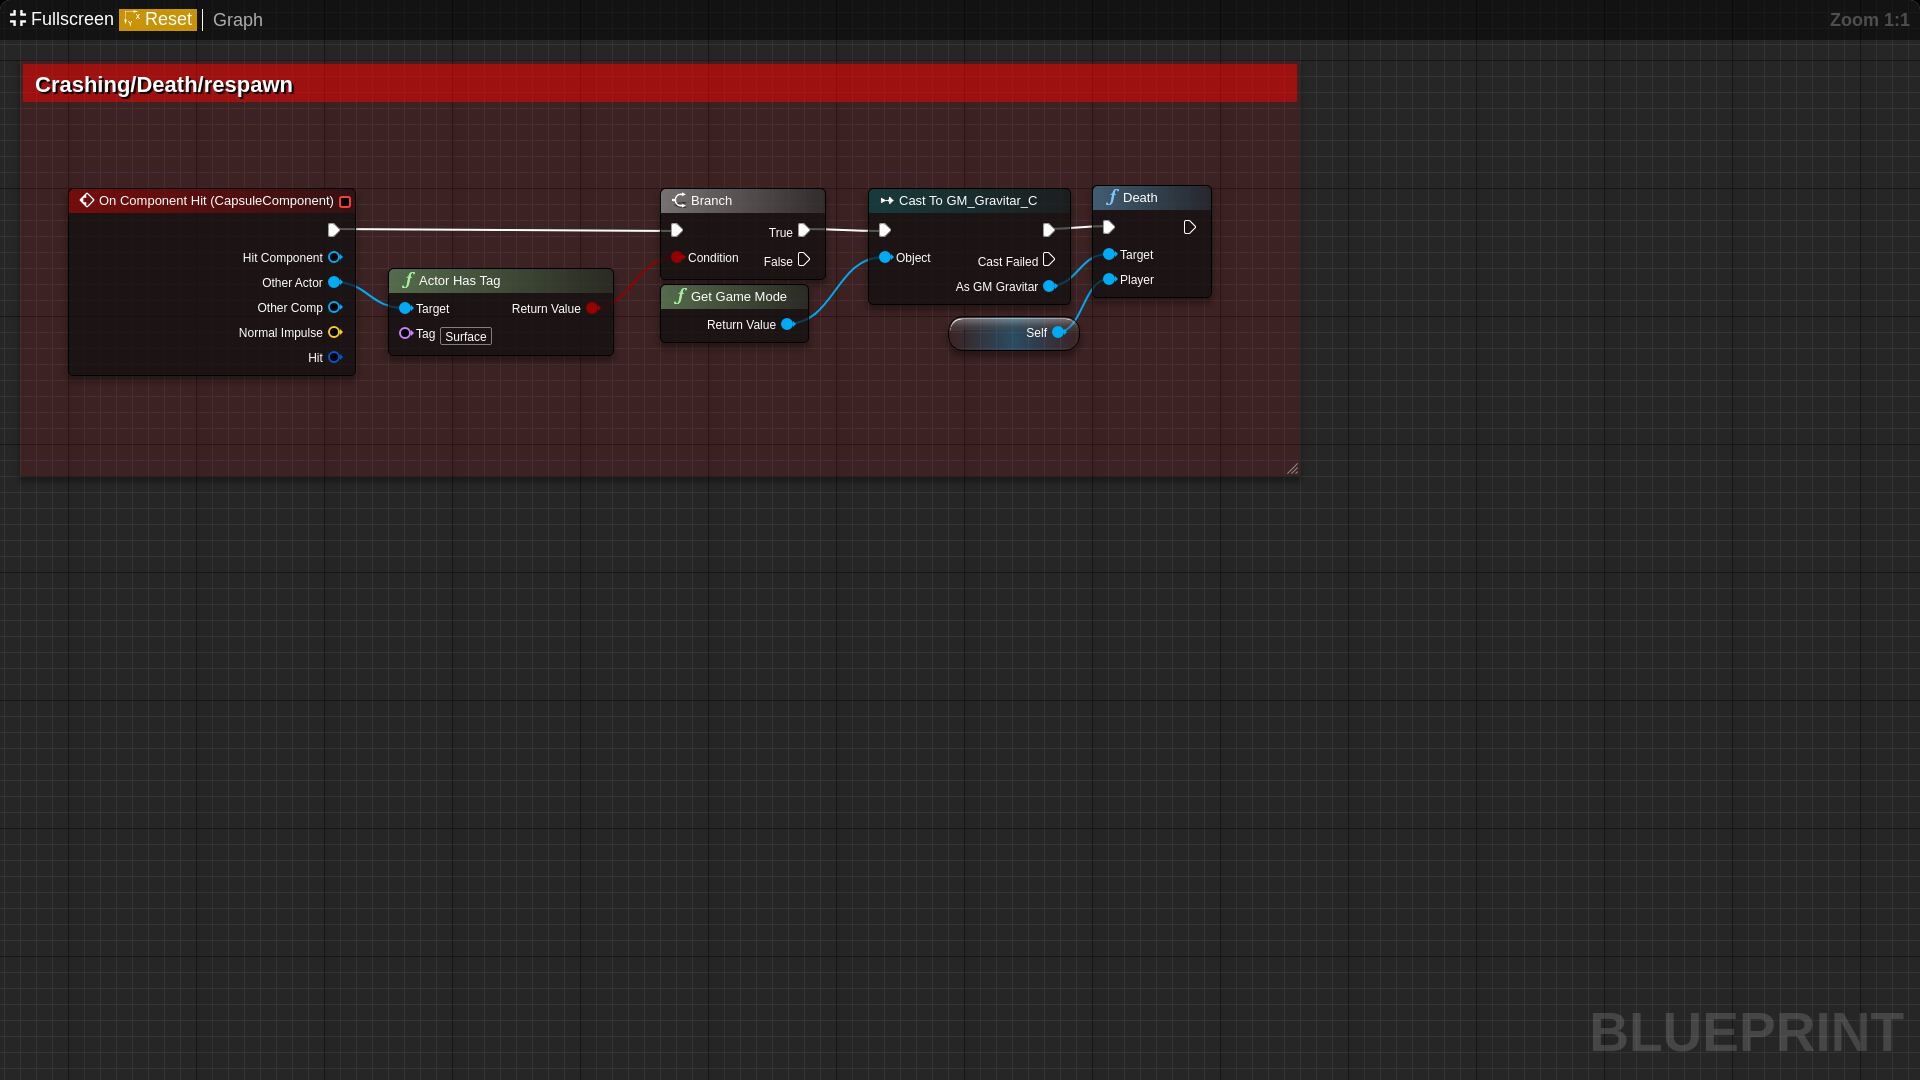 Fullscreen Reset Graph Zoom 1:1
Crashing/Death/respawn
On Component Hit (CapsuleComponent)
Hit Component
Other Actor
Other Comp
Normal Impulse
Hit
Actor Has Tag
Target Return Value
Tag Surface
Branch
True
Condition False
Get Game Mode
Return Value
Cast To GM_Gravitar_C
Object Cast Failed
As GM Gravitar
Self
Death
Target
Player
BLUEPRINT